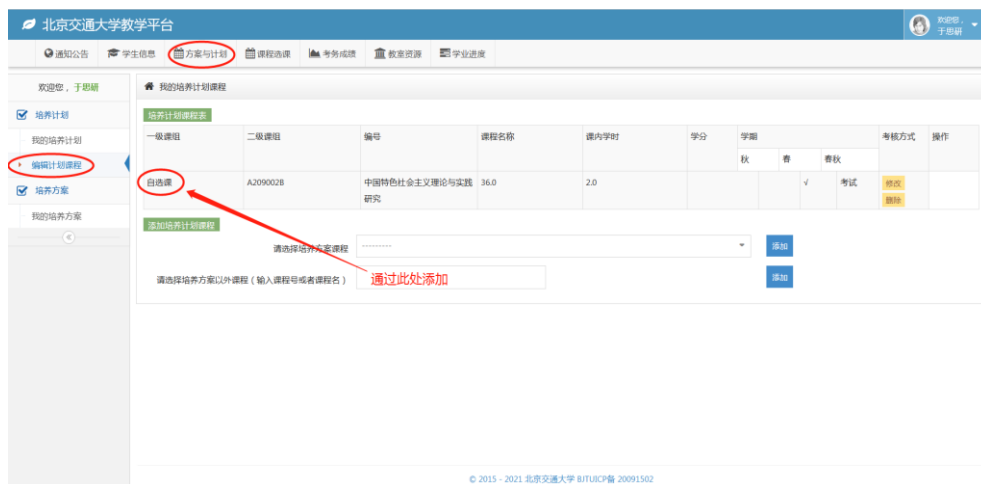 北京交通大学教学平台
欢迎您，
于思研
通知公告 学生信息 方案与计划 课程选课 考务成绩 教室资源 学业进度
欢迎您，于思研
我的培养计划课程
培养计划
我的培养计划
编辑计划课程
培养方案
我的培养方案
培养计划课程表
一级课组 二级课组 编号 课程名称 课内学时 学分 学期 考核方式 操作
秋 春 春秋
自选课 A209002B 中国特色社会主义理论与实践 36.0 2.0 √ 考试 修改
研究 删除
添加培养计划课程
请选择培养方案课程 --------- 添加
请选择培养方案以外课程（输入课程号或者课程名） 通过此处添加 添加
© 2015 - 2021 北京交通大学 BJTUICP备 20091502